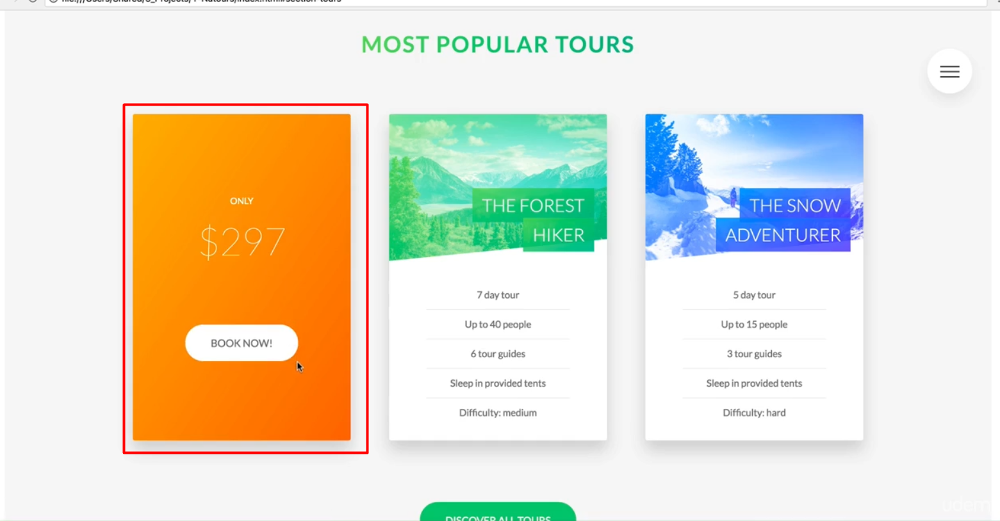 MOST POPULAR TOURS
ONLY
$297
BOOK NOW!
THE FOREST
HIKER
7 day tour
Up to 40 people
6 tour guides
Sleep in provided tents
Difficulty: medium
THE SNOW
ADVENTURER
5 day tour
Up to 15 people
3 tour guides
Sleep in provided tents
Difficulty: hard
DISCOVER ALL TOURS